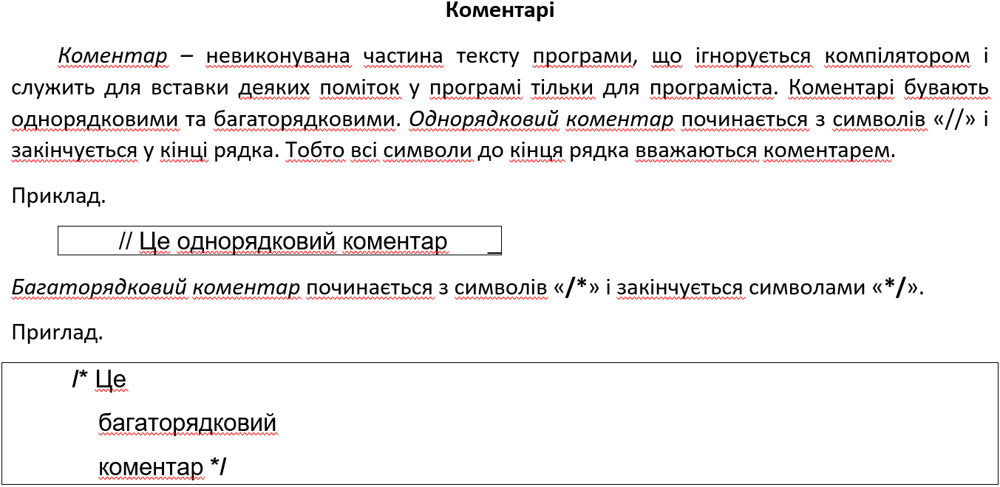 Коментарі
Коментар – невиконувана частина тексту програми, що ігнорується компілятором і
служить для вставки деяких поміток у програмі тільки для програміста. Коментарі бувають
однорядковими та багаторядковими. Однорядковий коментар починається з символів «//» і
закінчується у кінці рядка. Тобто всі символи до кінця рядка вважаються коментарем.
Приклад.
// Це однорядковий коментар _
Багаторядковий коментар починається з символів «/*» і закінчується символами «*/».
Приглад.
/* Це
багаторядковий
коментар */